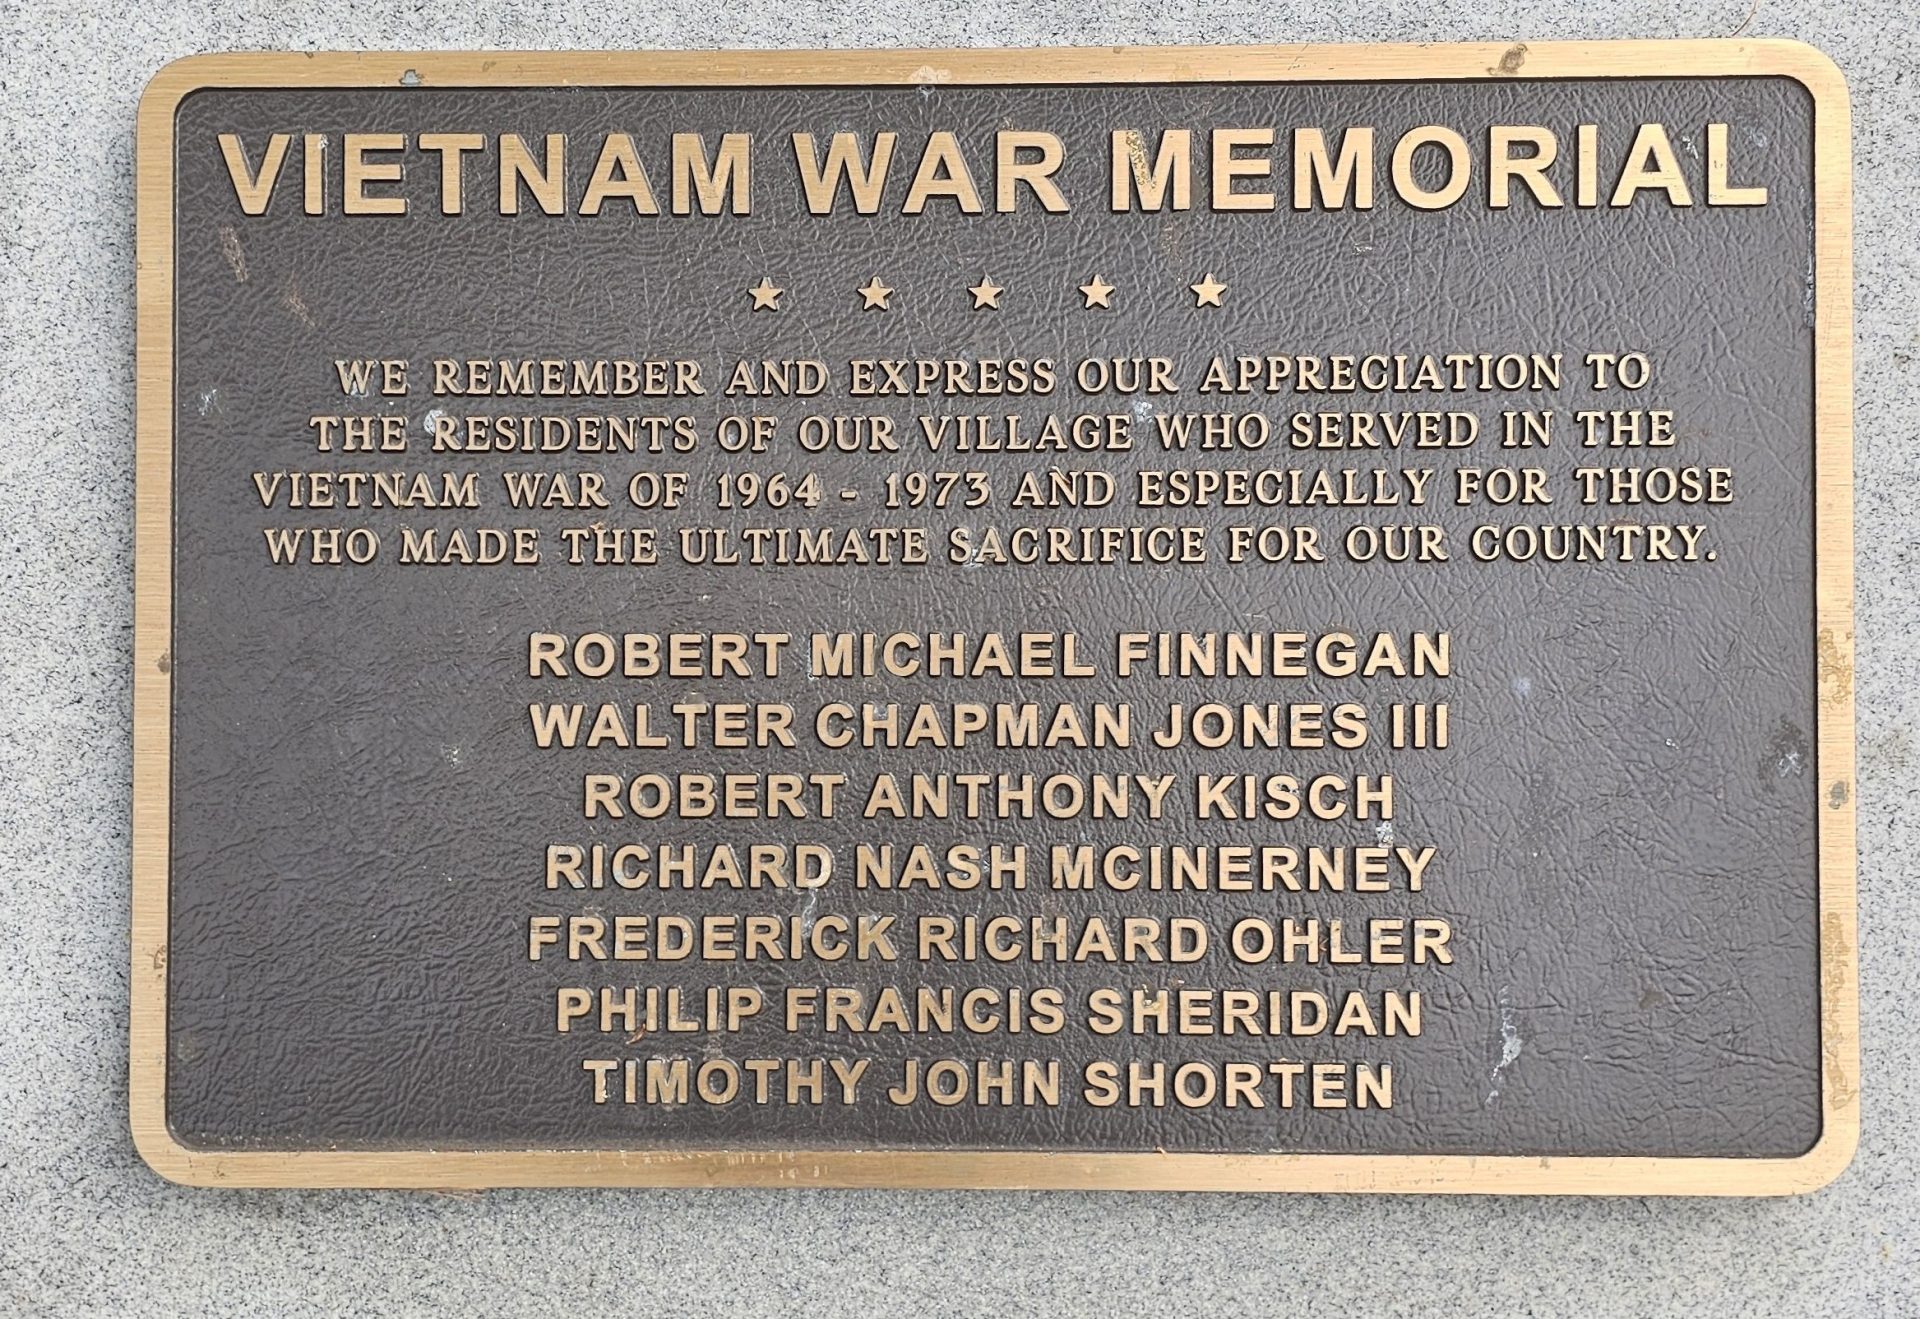 VIETNAM WAR MEMORIAL
WE REMEMBER AND EXPRESS OUR APPRECIATION TO
THE RESIDENTS OF OUR VILLAGE WHO SERVED IN THE
VIETNAM WAR OF 1964 - 1973 AND ESPECIALLY FOR THOSE
WHO MADE THE ULTIMATE SACRIFICE FOR OUR COUNTRY.
ROBERT MICHAEL FINNEGAN
WALTER CHAPMAN JONES III
ROBERT ANTHONY KISCH
RICHARD NASH MCINERNEY
FREDERICK RICHARD OHLER
PHILIP FRANCIS SHERIDAN
TIMOTHY JOHN SHORTEN